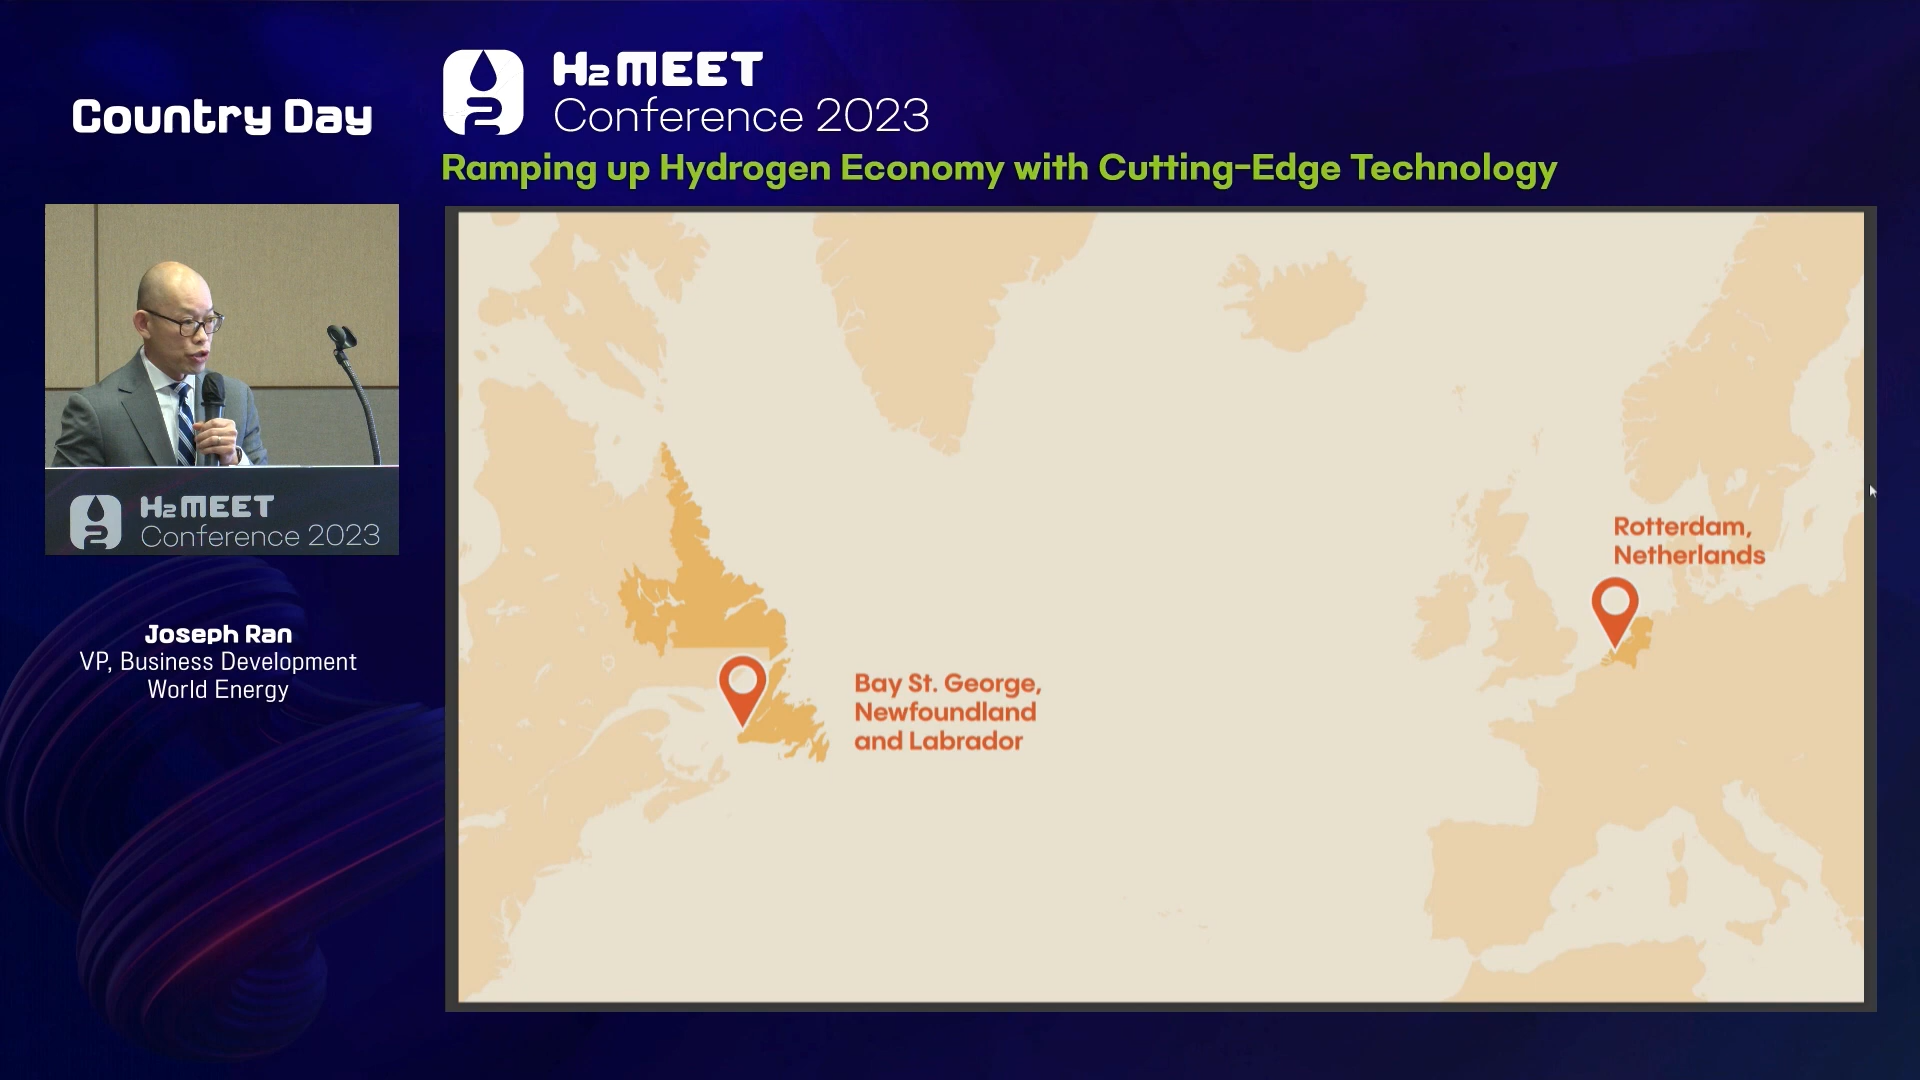 Country Day
H2 MEET
Conference 2023
Ramping up Hydrogen Economy with Cutting-Edge Technology
H2 MEET
Conference 2023
Joseph Ran
VP, Business Development
World Energy
Rotterdam,
Netherlands
Bay St. George,
Newfoundland
and Labrador